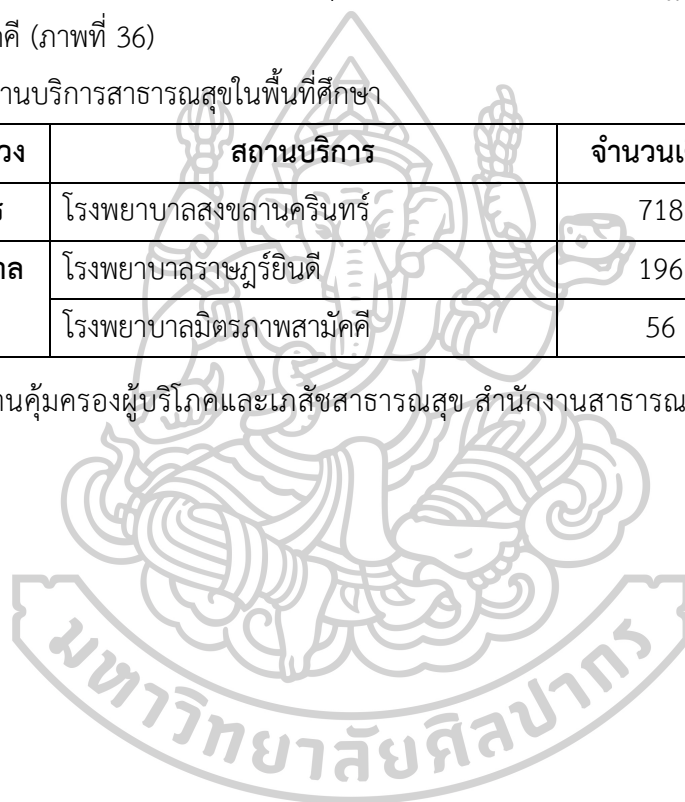 าคี (ภาพที่ 36)
านบริการสาธารณสุขในพื้นที่ศึกษา
วง สถานบริการ จำนวนเ
ร โรงพยาบาลสงขลานครินทร์ 718
าล โรงพยาบาลราษฎร์ยินดี 196
โรงพยาบาลมิตรภาพสามัคคี 56
านคุ้มครองผู้บริโภคและเภสัชสาธารณสุข สำนักงานสาธารณ
มหาวิทยาลัยศิลปากร